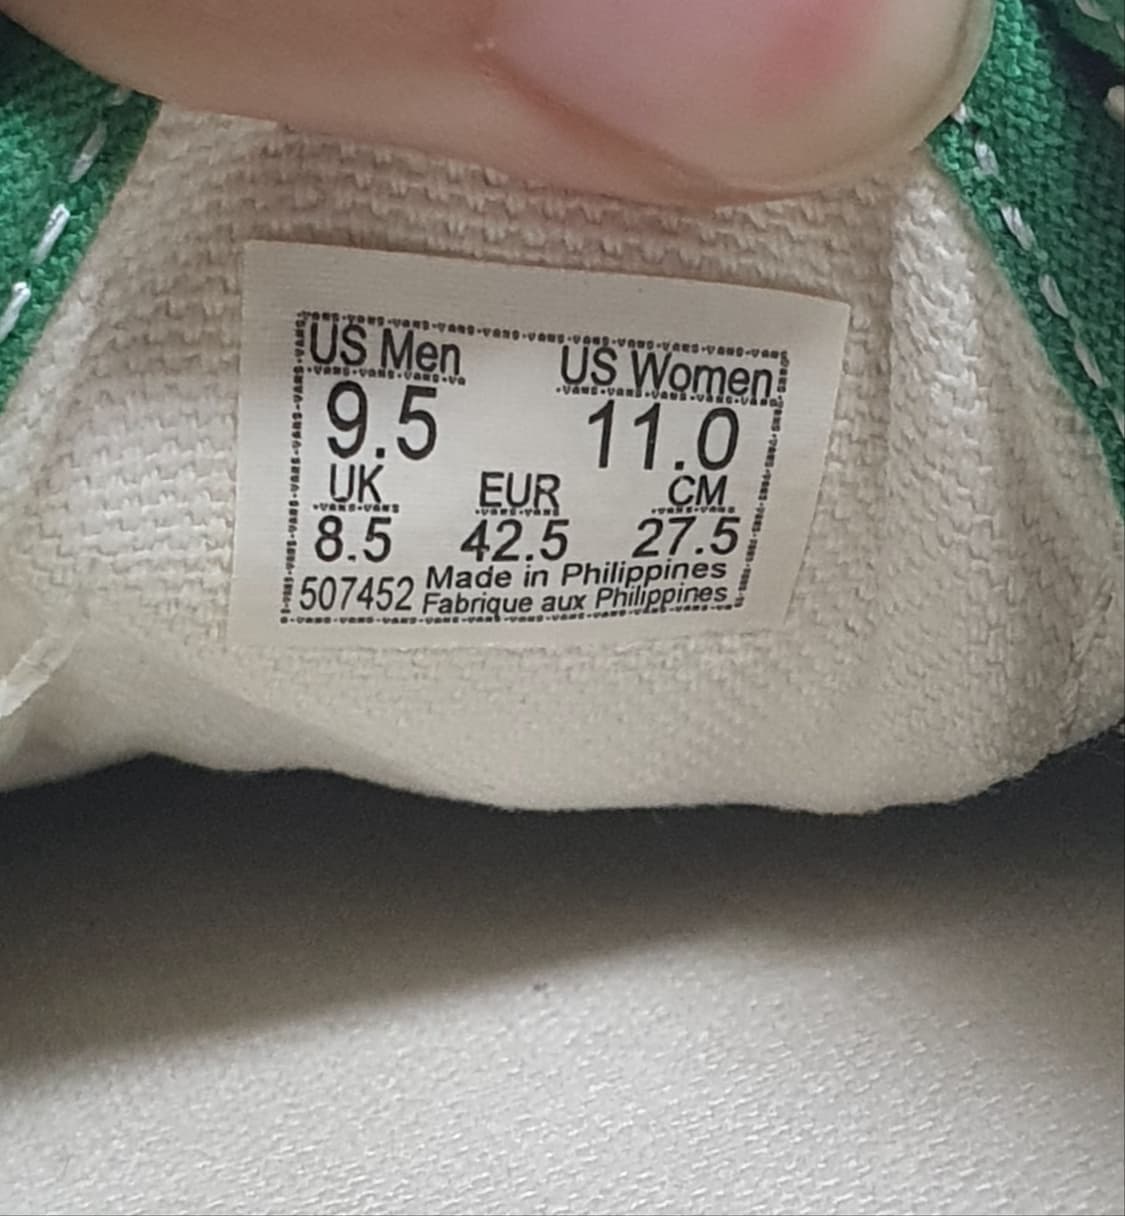 US Men US Women
9.5 11.0
UK EUR CM
8.5 42.5 27.5
507452 Made in Philippines
Fabrique aux Philippines